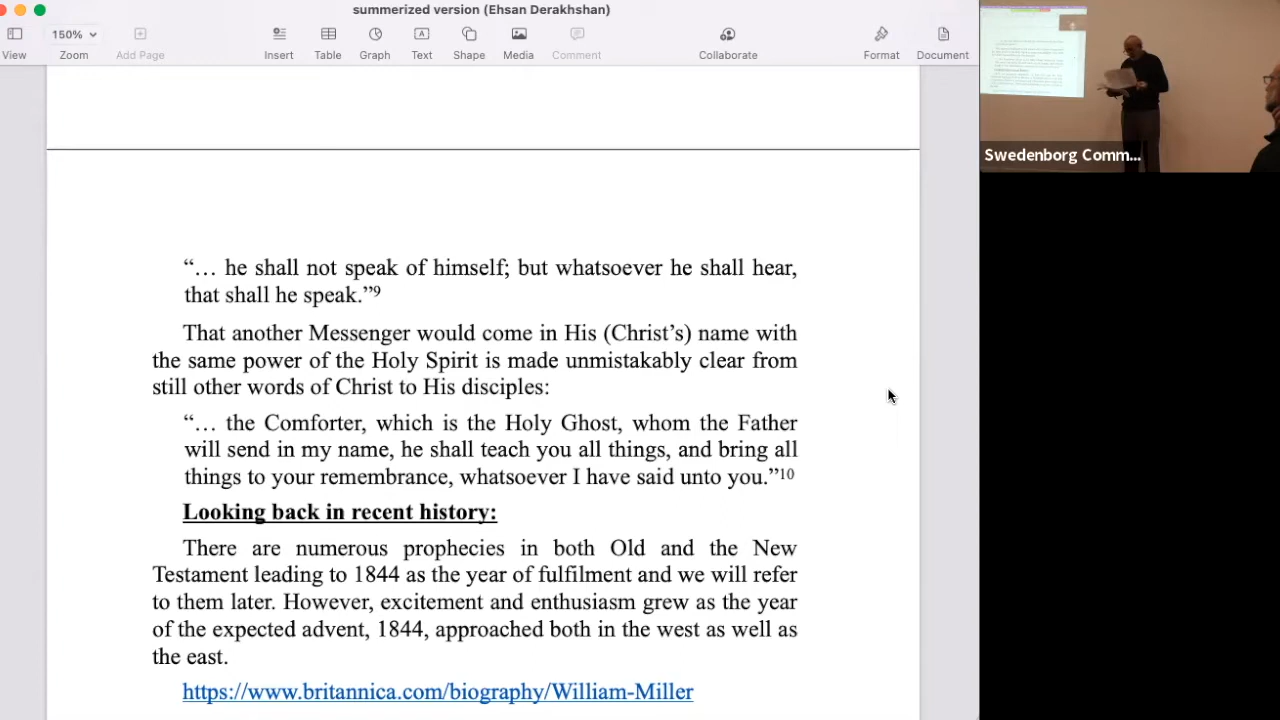 summerized version (Ehsan Derakhshan)
150%
View
Zoom
Add Page
Insert
Table
Graph
Text
Shape
Media
Comment
Collaborate
Format
Document
Swedenborg Comm...
“… he shall not speak of himself; but whatsoever he shall hear,
that shall he speak.”9
That another Messenger would come in His (Christ’s) name with
the same power of the Holy Spirit is made unmistakably clear from
still other words of Christ to His disciples:
“… the Comforter, which is the Holy Ghost, whom the Father
will send in my name, he shall teach you all things, and bring all
things to your remembrance, whatsoever I have said unto you.”10
Looking back in recent history:
There are numerous prophecies in both Old and the New
Testament leading to 1844 as the year of fulfilment and we will refer
to them later. However, excitement and enthusiasm grew as the year
of the expected advent, 1844, approached both in the west as well as
the east.
https://www.britannica.com/biography/William-Miller